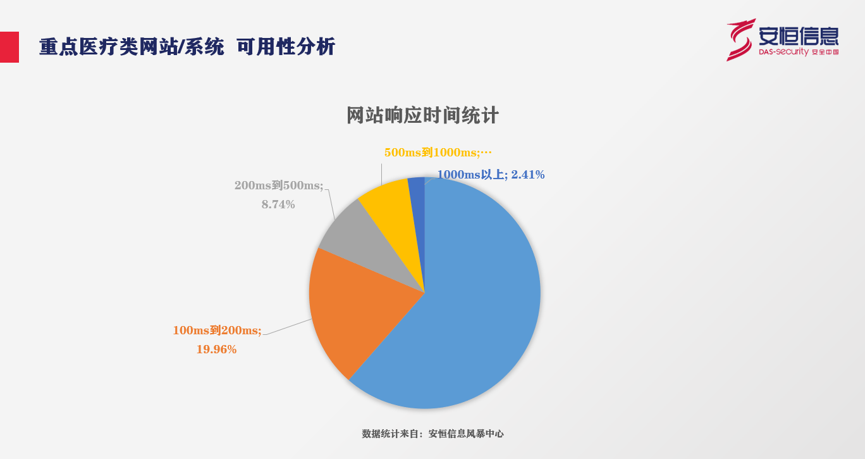 重点医疗类网站/系统 可用性分析
安恒信息
DAS-security 安全中国
网站响应时间统计
500ms到1000ms;…
1000ms以上; 2.41%
200ms到500ms;
8.74%
100ms到200ms;
19.96%
数据统计来自：安恒信息风暴中心